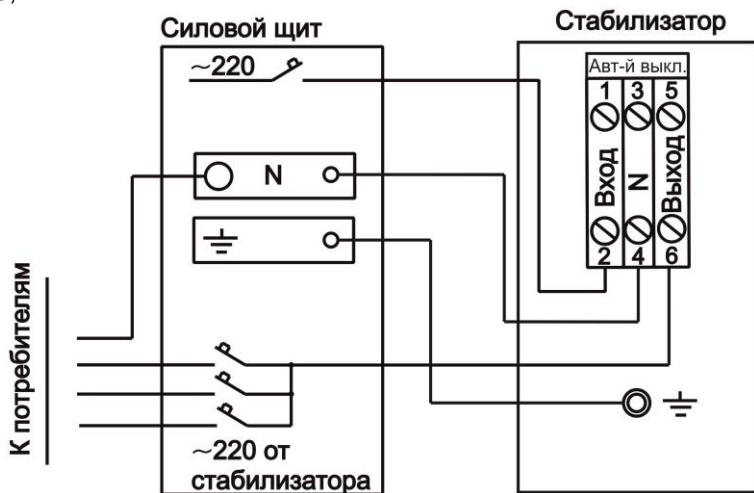 Силовой щит
Стабилизатор
~220
Авт-й выкл.
1 3 5
Вход
N
Выход
2 4 6
N
К потребителям
~220 от
стабилизатора